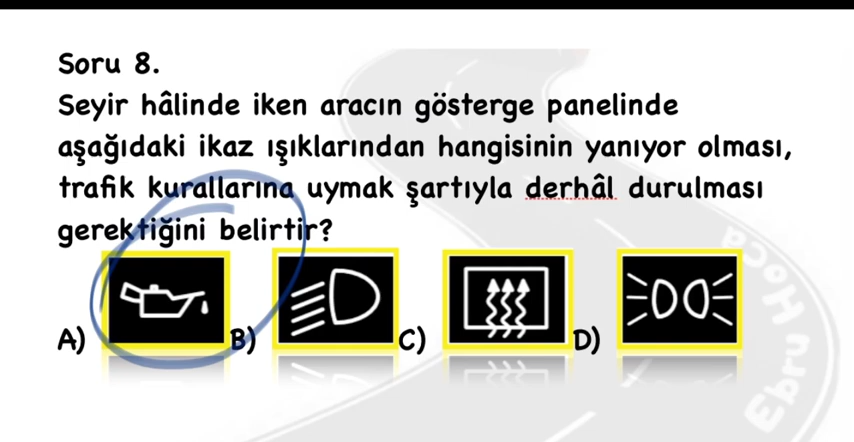 Soru 8.
Seyir hâlinde iken aracın gösterge panelinde
aşağıdaki ikaz ışıklarından hangisinin yanıyor olması,
trafik kurallarına uymak şartıyla derhâl durulması
gerektiğini belirtir?
A) B) C) D)
Ebru Hoca